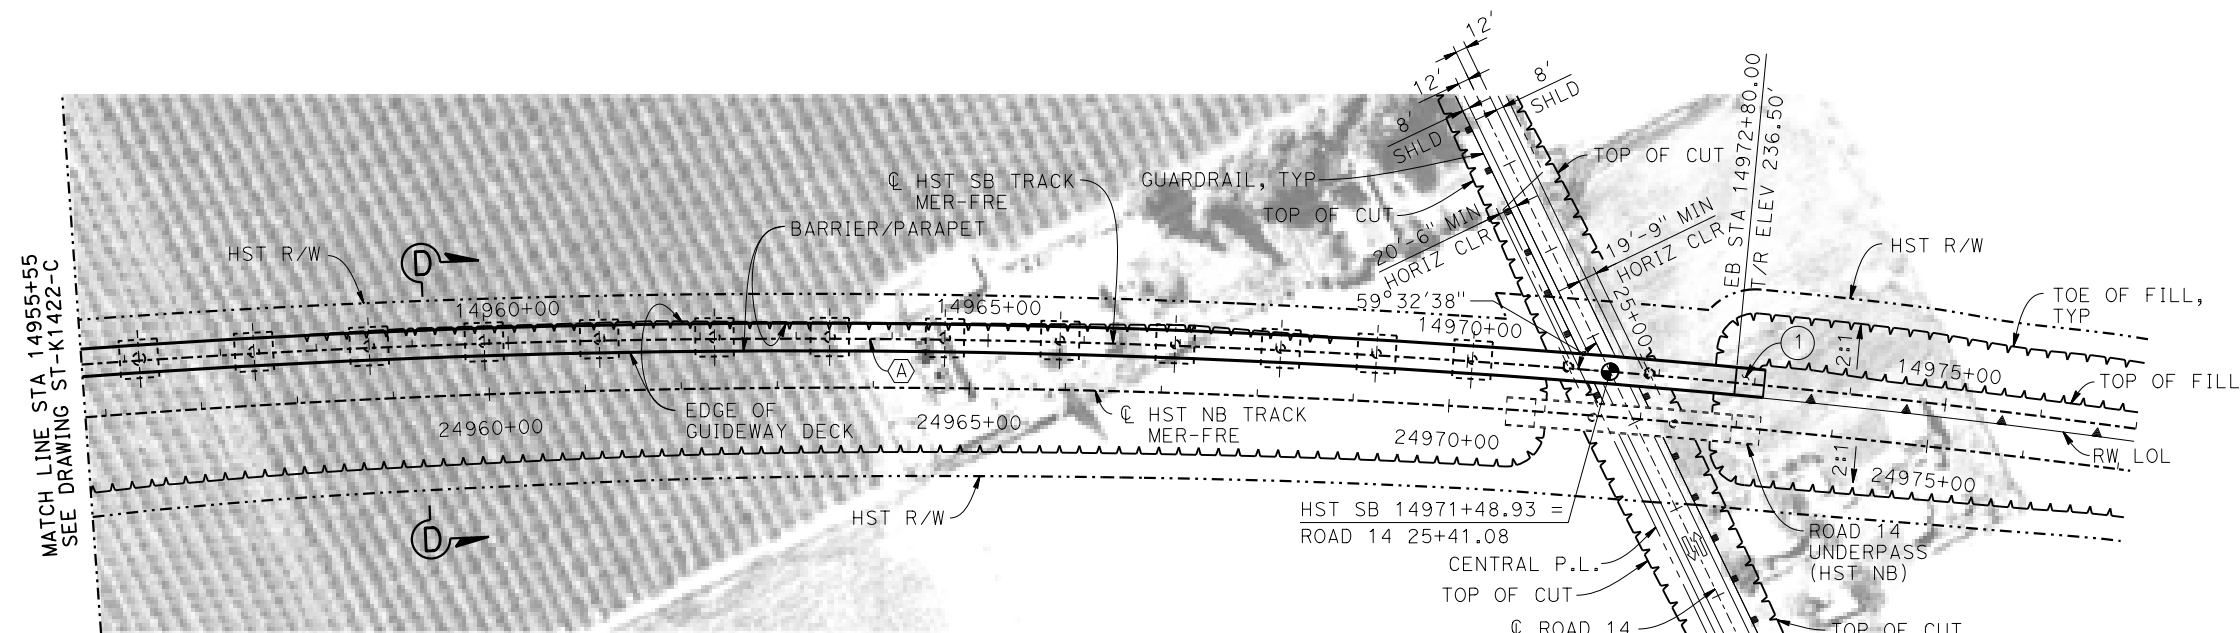 MATCH LINE STA 14955+55
SEE DRAWING ST-K1422-C
HST R/W
D
14960+00
BARRIER/PARAPET
℄ HST SB TRACK
MER-FRE
14965+00
A
EDGE OF
GUIDEWAY DECK
24960+00
24965+00
℄ HST NB TRACK
MER-FRE
24970+00
HST R/W
D
12'
12'
8'
SHLD
8'
SHLD
GUARDRAIL, TYP
TOP OF CUT
TOP OF CUT
20'-6" MIN
HORIZ CLR
19'-9" MIN
HORIZ CLR
59°32'38"
14970+00
25+00
EB STA 14972+80.00
T/R ELEV 236.50'
HST R/W
TOE OF FILL,
TYP
1
2:1
14975+00
TOP OF FILL
RW LOL
2:1
24975+00
HST SB 14971+48.93 =
ROAD 14 25+41.08
ROAD 14
UNDERPASS
(HST NB)
CENTRAL P.L.
TOP OF CUT
℄ ROAD 14
TOP OF CUT